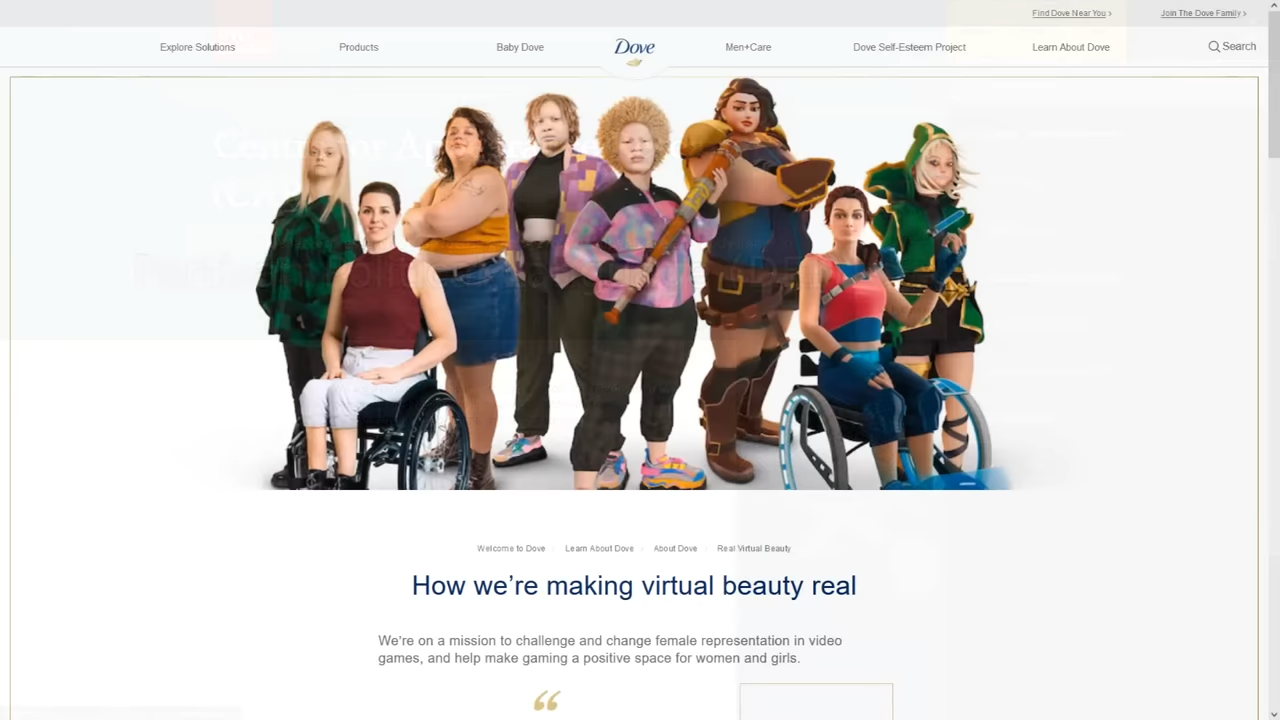 Find Dove Near You >
Join The Dove Family >
Explore Solutions
Products
Baby Dove
Dove
Men+Care
Dove Self-Esteem Project
Learn About Dove
Search
Welcome to Dove
Learn About Dove
About Dove
Real Virtual Beauty
How we’re making virtual beauty real
We're on a mission to challenge and change female representation in video
games, and help make gaming a positive space for women and girls.
“